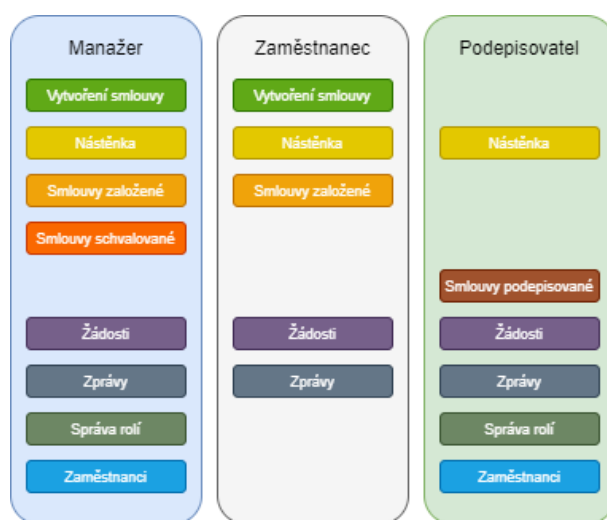 Manažer
Vytvoření smlouvy
Nástěnka
Smlouvy založené
Smlouvy schvalované
Žádosti
Zprávy
Správa rolí
Zaměstnanci
Zaměstnanec
Vytvoření smlouvy
Nástěnka
Smlouvy založené
Žádosti
Zprávy
Podepisovatel
Nástěnka
Smlouvy podepisované
Žádosti
Zprávy
Správa rolí
Zaměstnanci